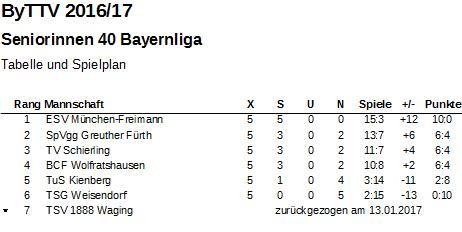 ByTTV 2016/17
Seniorinnen 40 Bayernliga
Tabelle und Spielplan
Rang Mannschaft X S U N Spiele +/- Punkte
1 ESV München-Freimann 5 5 0 0 15:3 +12 10:0
2 SpVgg Greuther Fürth 5 3 0 2 13:7 +6 6:4
3 TV Schierling 5 3 0 2 11:7 +4 6:4
4 BCF Wolfratshausen 5 3 0 2 10:8 +2 6:4
5 TuS Kienberg 5 1 0 4 3:14 -11 2:8
6 TSG Weisendorf 5 0 0 5 2:15 -13 0:10
7 TSV 1888 Waging zurückgezogen am 13.01.2017